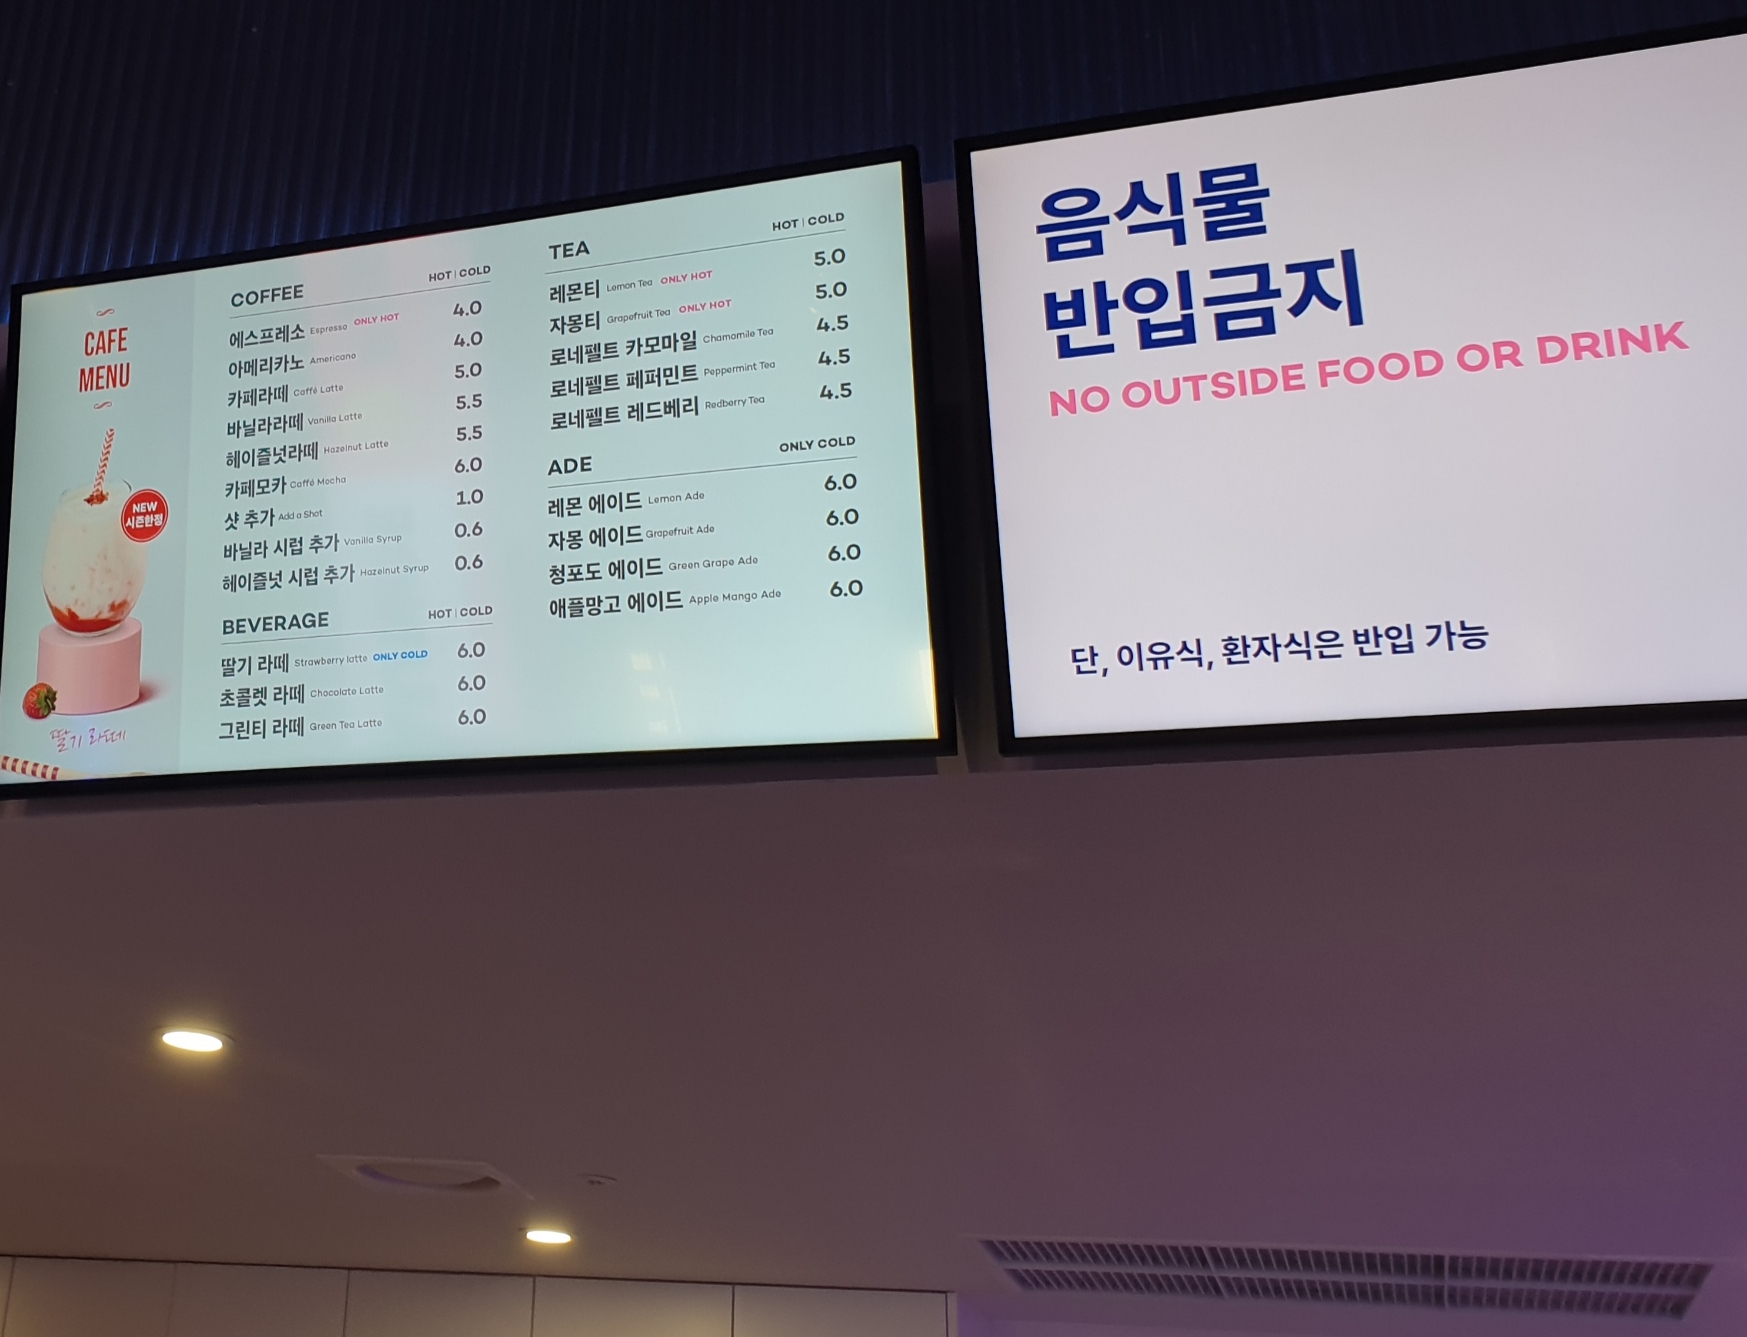 CAFE
MENU
NEW
시즌한정
딸기 라떼
COFFEE HOT | COLD
에스프레소 Espresso ONLY HOT 4.0
아메리카노 Americano 4.0
카페라떼 Caffé Latte 5.0
바닐라라떼 Vanilla Latte 5.5
헤이즐넛라떼 Hazelnut Latte 5.5
카페모카 Caffé Mocha 6.0
샷 추가 Add a Shot 1.0
바닐라 시럽 추가 Vanilla Syrup 0.6
헤이즐넛 시럽 추가 Hazelnut Syrup 0.6
BEVERAGE HOT | COLD
딸기 라떼 Strawberry latte ONLY COLD 6.0
초콜렛 라떼 Chocolate Latte 6.0
그린티 라떼 Green Tea Latte 6.0
TEA HOT | COLD
레몬티 Lemon Tea ONLY HOT 5.0
자몽티 Grapefruit Tea ONLY HOT 5.0
로네펠트 카모마일 Chamomile Tea 4.5
로네펠트 페퍼민트 Peppermint Tea 4.5
로네펠트 레드베리 Redberry Tea 4.5
ADE ONLY COLD
레몬 에이드 Lemon Ade 6.0
자몽 에이드 Grapefruit Ade 6.0
청포도 에이드 Green Grape Ade 6.0
애플망고 에이드 Apple Mango Ade 6.0
음식물
반입금지
NO OUTSIDE FOOD OR DRINK
단, 이유식, 환자식은 반입 가능